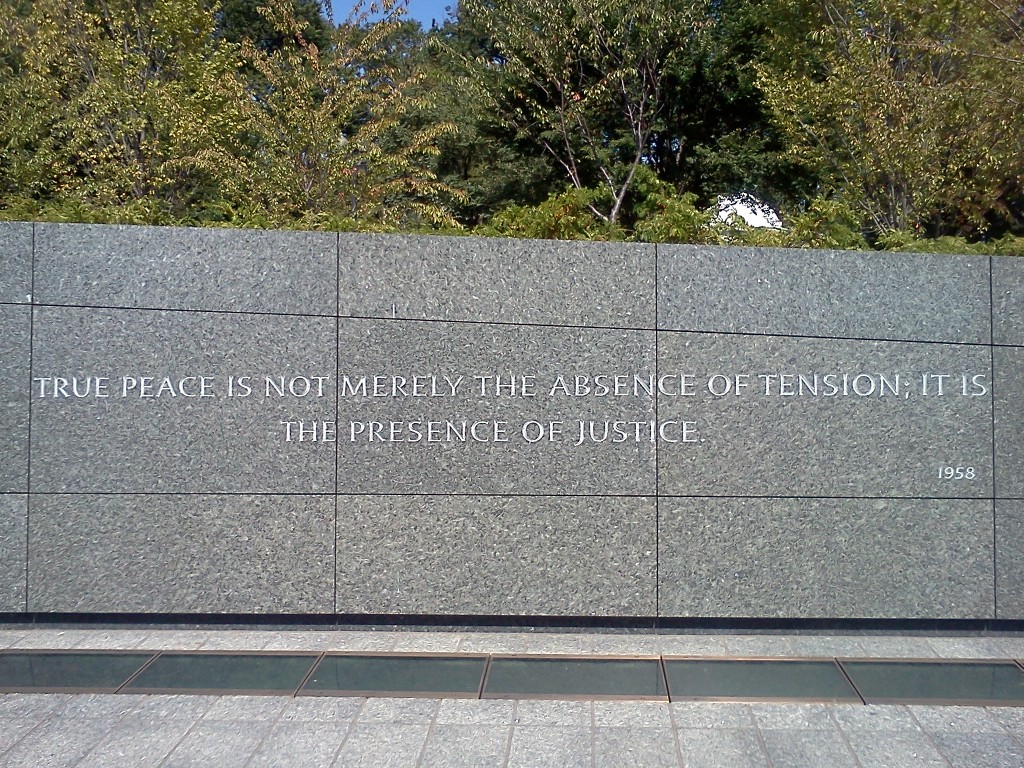 TRUE PEACE IS NOT MERELY THE ABSENCE OF TENSION; IT IS
THE PRESENCE OF JUSTICE.
1958